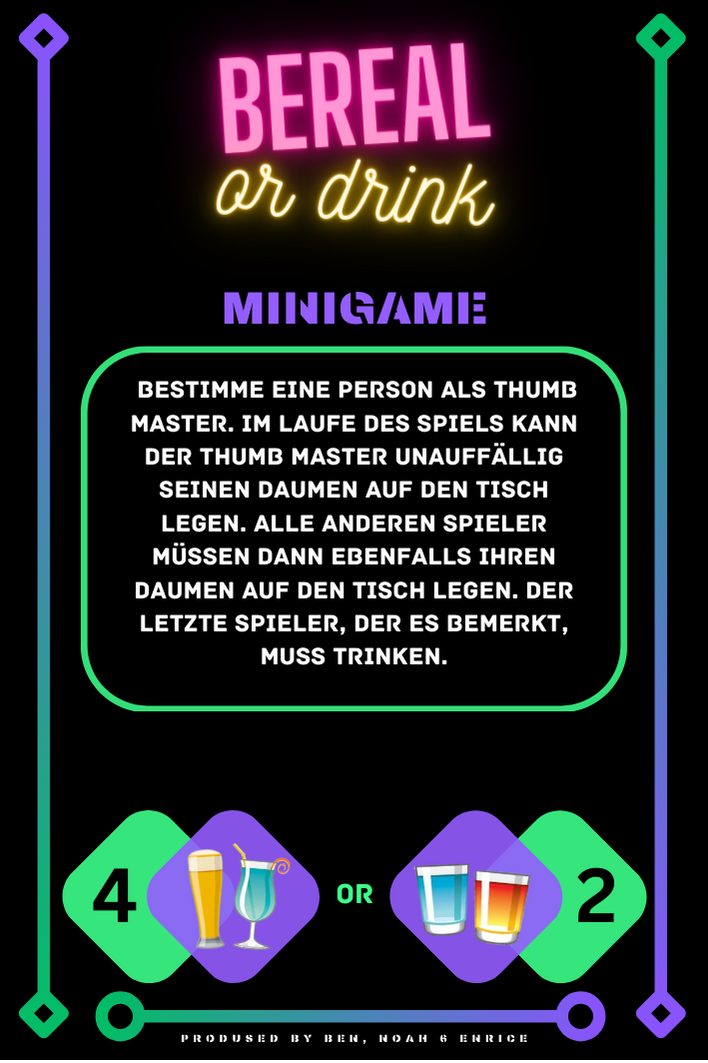 BEREAL
or drink
MINIGAME
BESTIMME EINE PERSON ALS THUMB
MASTER. IM LAUFE DES SPIELS KANN
DER THUMB MASTER UNAUFFÄLLIG
SEINEN DAUMEN AUF DEN TISCH
LEGEN. ALLE ANDEREN SPIELER
MÜSSEN DANN EBENFALLS IHREN
DAUMEN AUF DEN TISCH LEGEN. DER
LETZTE SPIELER, DER ES BEMERKT,
MUSS TRINKEN.
4 OR 2
PRODUSED BY BEN, NOAH & ENRICE